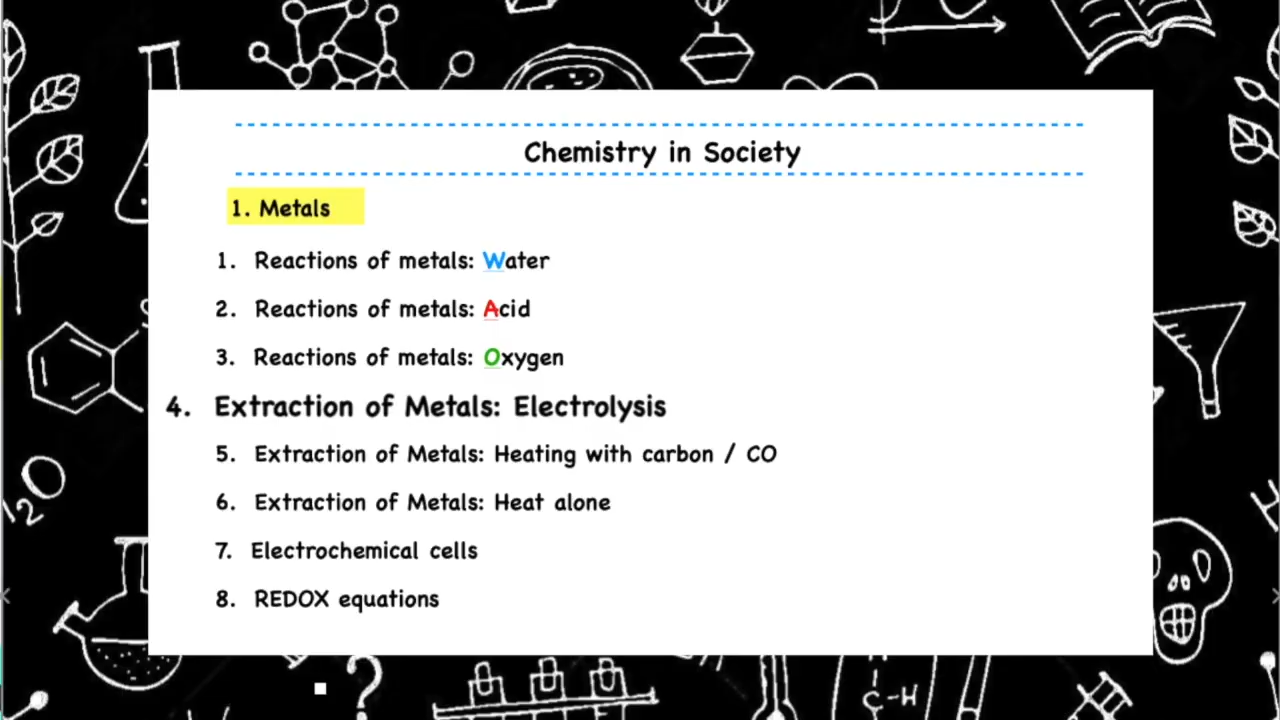 Chemistry in Society
1. Metals
1. Reactions of metals: Water
2. Reactions of metals: Acid
3. Reactions of metals: Oxygen
4. Extraction of Metals: Electrolysis
5. Extraction of Metals: Heating with carbon / CO
6. Extraction of Metals: Heat alone
7. Electrochemical cells
8. REDOX equations
2O
?
C-H